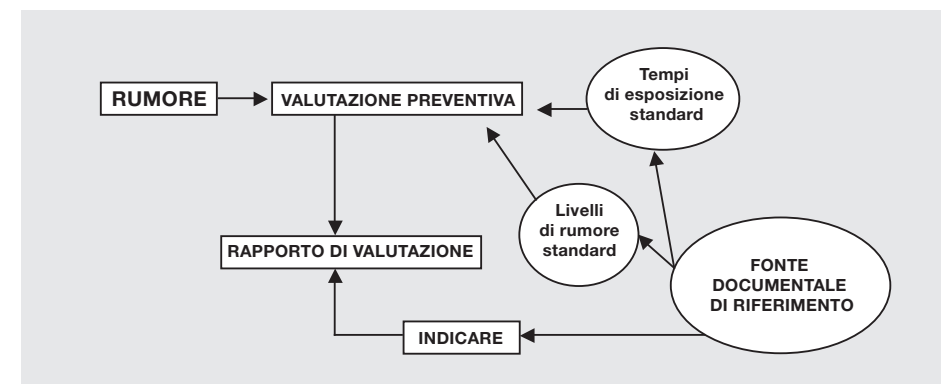 RUMORE
VALUTAZIONE PREVENTIVA
Tempi
di esposizione
standard
Livelli
di rumore
standard
RAPPORTO DI VALUTAZIONE
FONTE
DOCUMENTALE
DI RIFERIMENTO
INDICARE